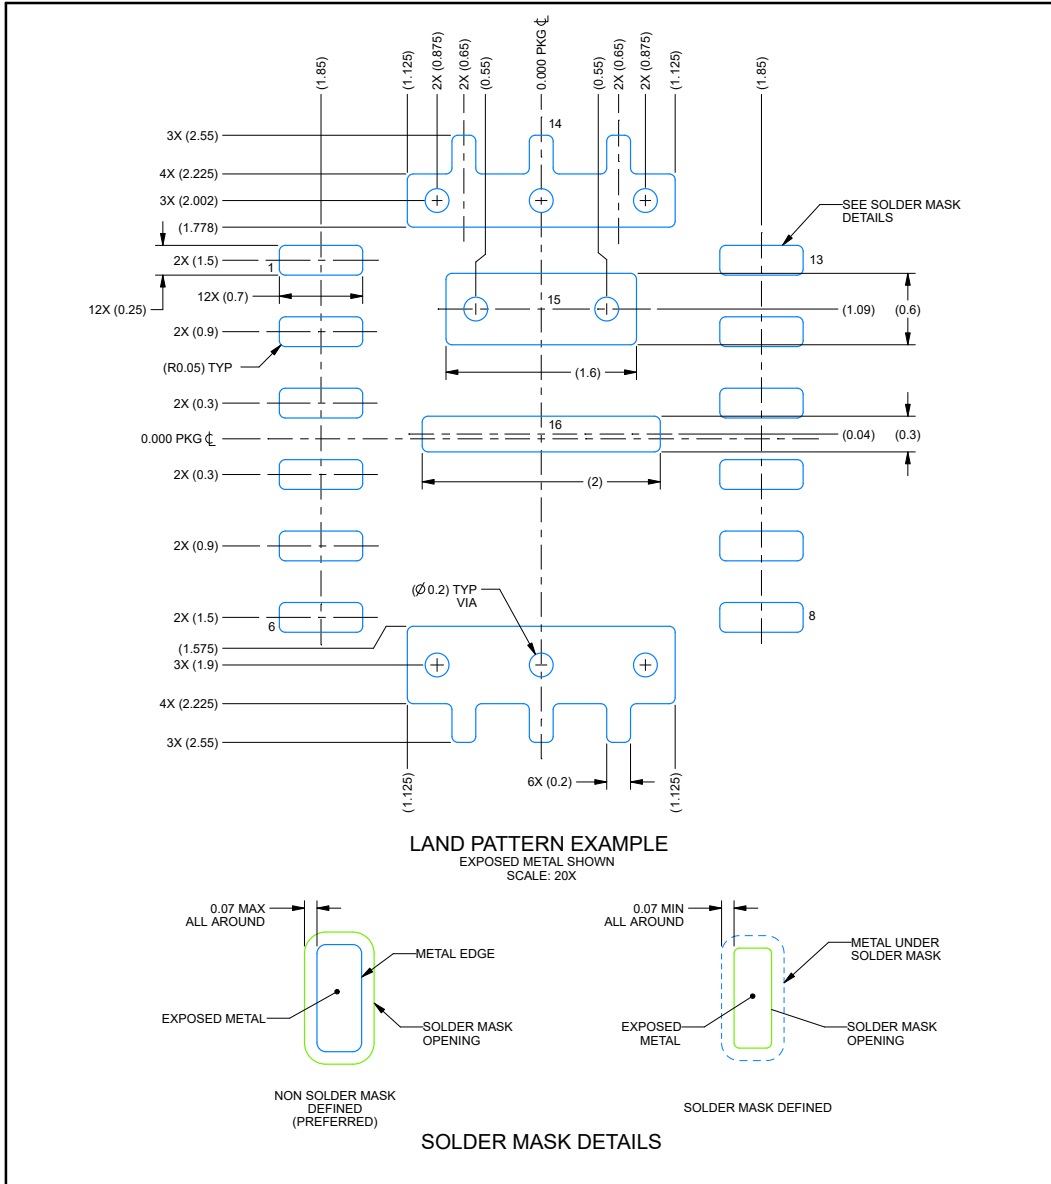 (1.85)
(1.125)
2X (0.875)
2X (0.65)
(0.55)
0.000 PKG ℄
(0.55)
2X (0.65)
2X (0.875)
(1.125)
(1.85)
3X (2.55)
14
4X (2.225)
3X (2.002)
(1.778)
SEE SOLDER MASK
DETAILS
2X (1.5)
1
13
12X (0.25)
12X (0.7)
15
(1.09)
(0.6)
2X (0.9)
(R0.05) TYP
(1.6)
2X (0.3)
16
0.000 PKG ℄
(0.04)
(0.3)
2X (0.3)
(2)
2X (0.9)
(Ø0.2) TYP
VIA
2X (1.5)
6
8
(1.575)
3X (1.9)
4X (2.225)
3X (2.55)
(1.125)
6X (0.2)
(1.125)
LAND PATTERN EXAMPLE
EXPOSED METAL SHOWN
SCALE: 20X
0.07 MAX
ALL AROUND
METAL EDGE
EXPOSED METAL
SOLDER MASK
OPENING
NON SOLDER MASK
DEFINED
(PREFERRED)
0.07 MIN
ALL AROUND
METAL UNDER
SOLDER MASK
EXPOSED
METAL
SOLDER MASK
OPENING
SOLDER MASK DEFINED
SOLDER MASK DETAILS